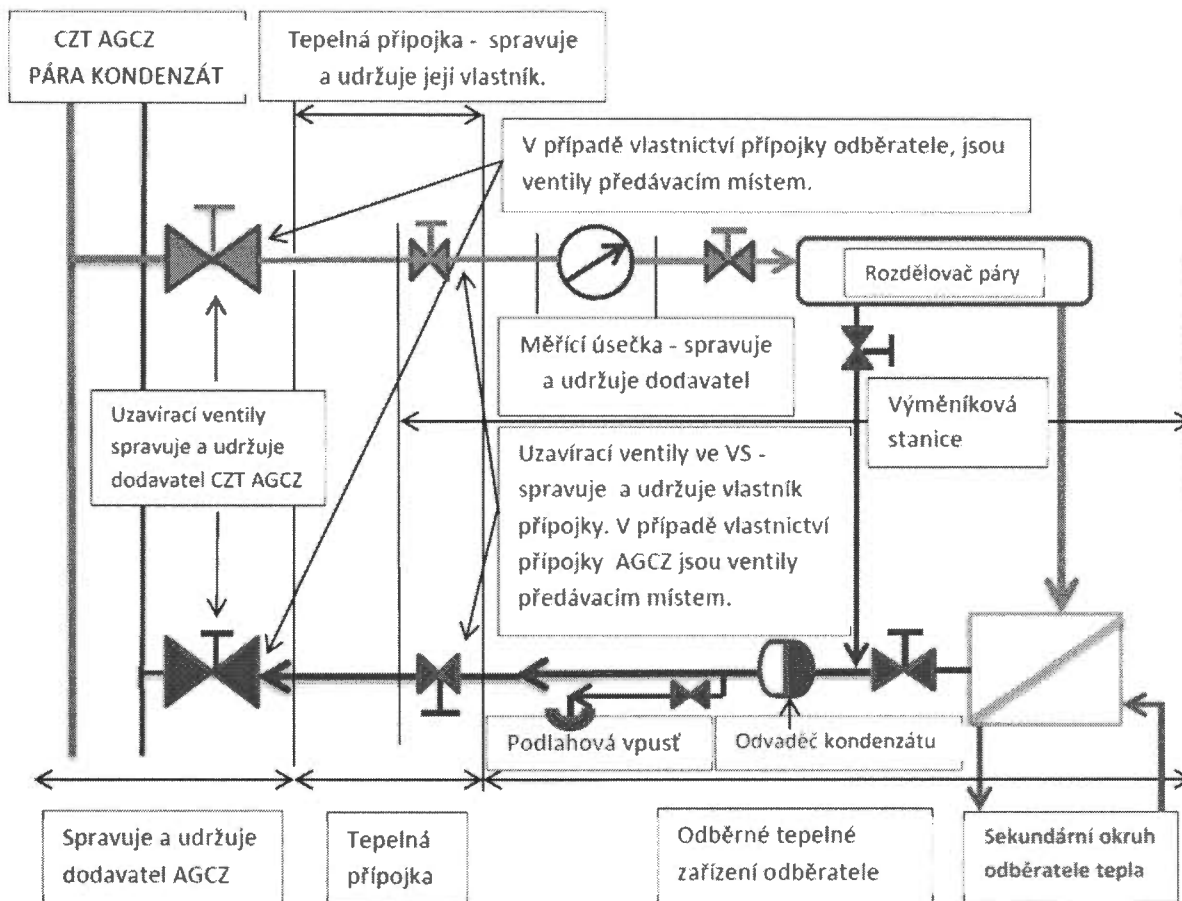 CZT AGCZ
PÁRA KONDENZÁT
Tepelná přípojka - spravuje
a udržuje její vlastník.
V případě vlastnictví přípojky odběratele, jsou
ventily předávacím místem.
Rozdělovač páry
Měřící úsečka - spravuje
a udržuje dodavatel
Výměníková
stanice
Uzavírací ventily
spravuje a udržuje
dodavatel CZT AGCZ
Uzavírací ventily ve VS -
spravuje a udržuje vlastník
přípojky. V případě vlastnictví
přípojky AGCZ jsou ventily
předávacím místem.
Podlahová vpusť
Odvaděč kondenzátu
Spravuje a udržuje
dodavatel AGCZ
Tepelná
přípojka
Odběrné tepelné
zařízení odběratele
Sekundární okruh
odběratele tepla